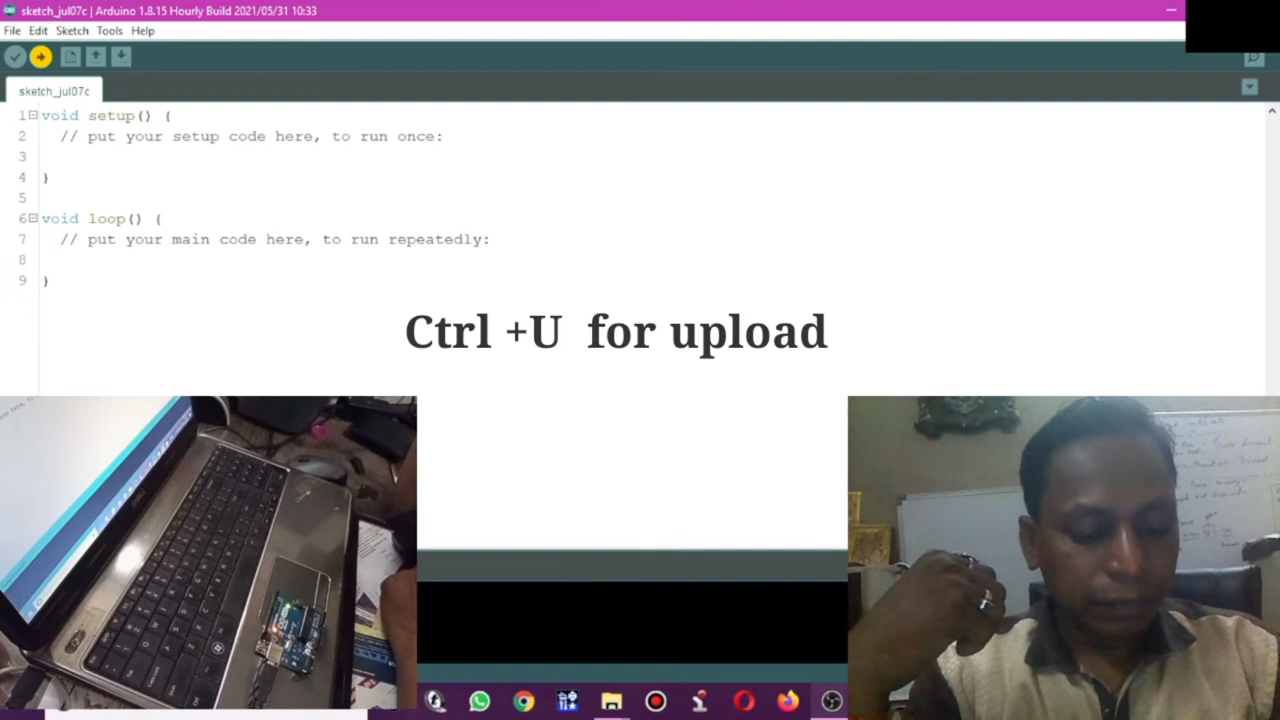 sketch_jul07c | Arduino 1.8.15 Hourly Build 2021/05/31 10:33
File Edit Sketch Tools Help
sketch_jul07c
1 void setup() {
2 // put your setup code here, to run once:
3
4 }
5
6 void loop() {
7 // put your main code here, to run repeatedly:
8
9 }
Ctrl +U for upload